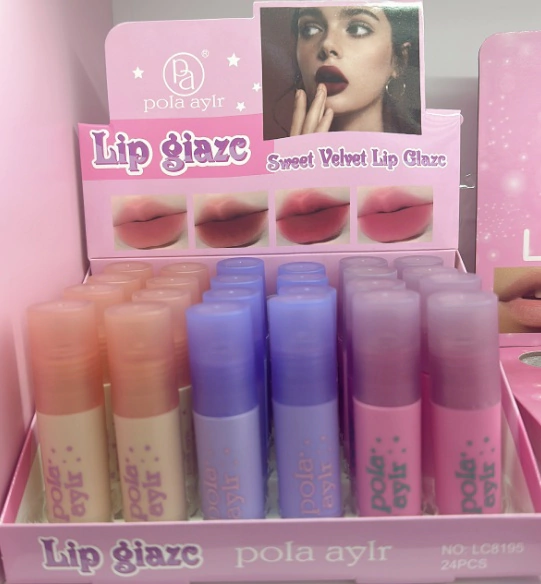 Pa ®
pola aylr
Lip giazc
Sweet Velvet Lip Glazc
pola aylr
pola aylr
pola aylr
pola aylr
pola aylr
pola aylr
Lip giazc pola aylr
NO: LC8195
24PCS
L